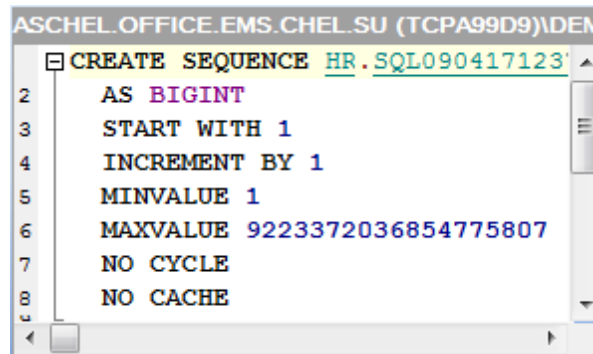 ASCHEL.OFFICE.EMS.CHEL.SU (TCPA99D9)\DEM
CREATE SEQUENCE HR.SQL0904171237
2 AS BIGINT
3 START WITH 1
4 INCREMENT BY 1
5 MINVALUE 1
6 MAXVALUE 9223372036854775807
7 NO CYCLE
8 NO CACHE